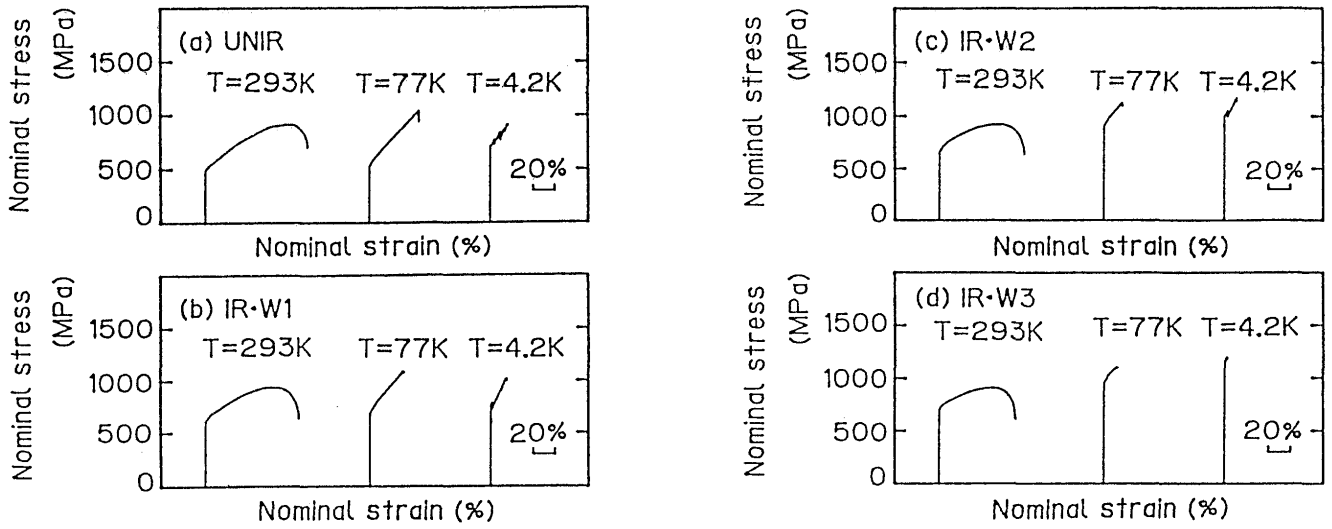 (a) UNIR
Nominal stress
(MPa)
1500
1000
500
0
T=293K T=77K T=4.2K
20%
Nominal strain (%)
(c) IR·W2
Nominal stress
(MPa)
1500
1000
500
0
T=293K T=77K T=4.2K
20%
Nominal strain (%)
(b) IR·W1
Nominal stress
(MPa)
1500
1000
500
0
T=293K T=77K T=4.2K
20%
Nominal strain (%)
(d) IR·W3
Nominal stress
(MPa)
1500
1000
500
0
T=293K T=77K T=4.2K
20%
Nominal strain (%)